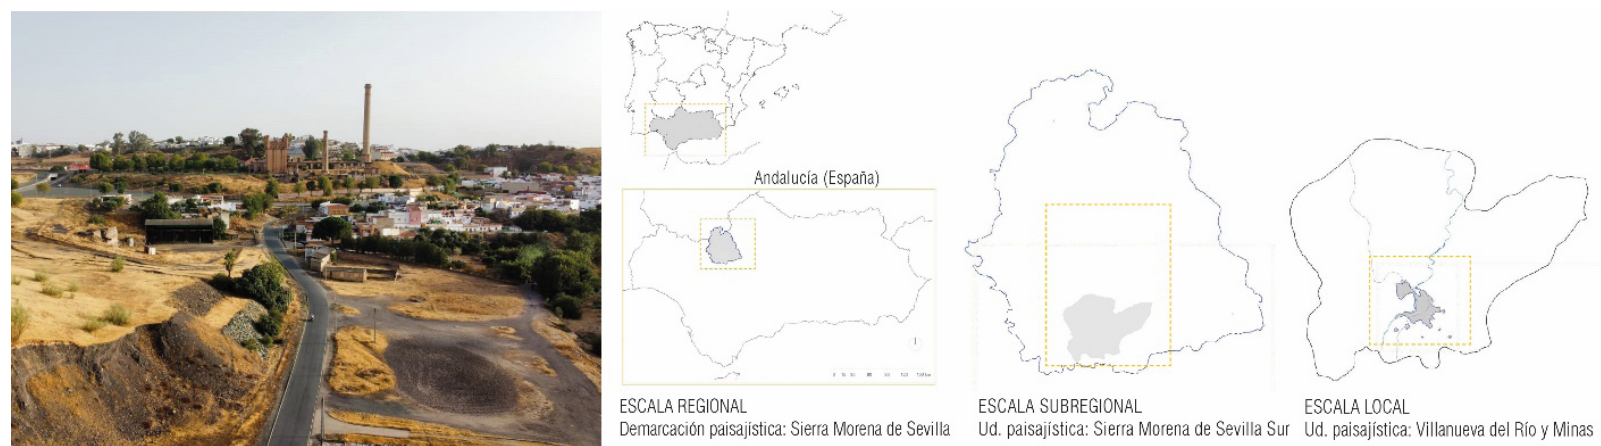 Andalucía (España)
ESCALA REGIONAL
Demarcación paisajística: Sierra Morena de Sevilla
ESCALA SUBREGIONAL
Ud. paisajística: Sierra Morena de Sevilla Sur
ESCALA LOCAL
Ud. paisajística: Villanueva del Río y Minas